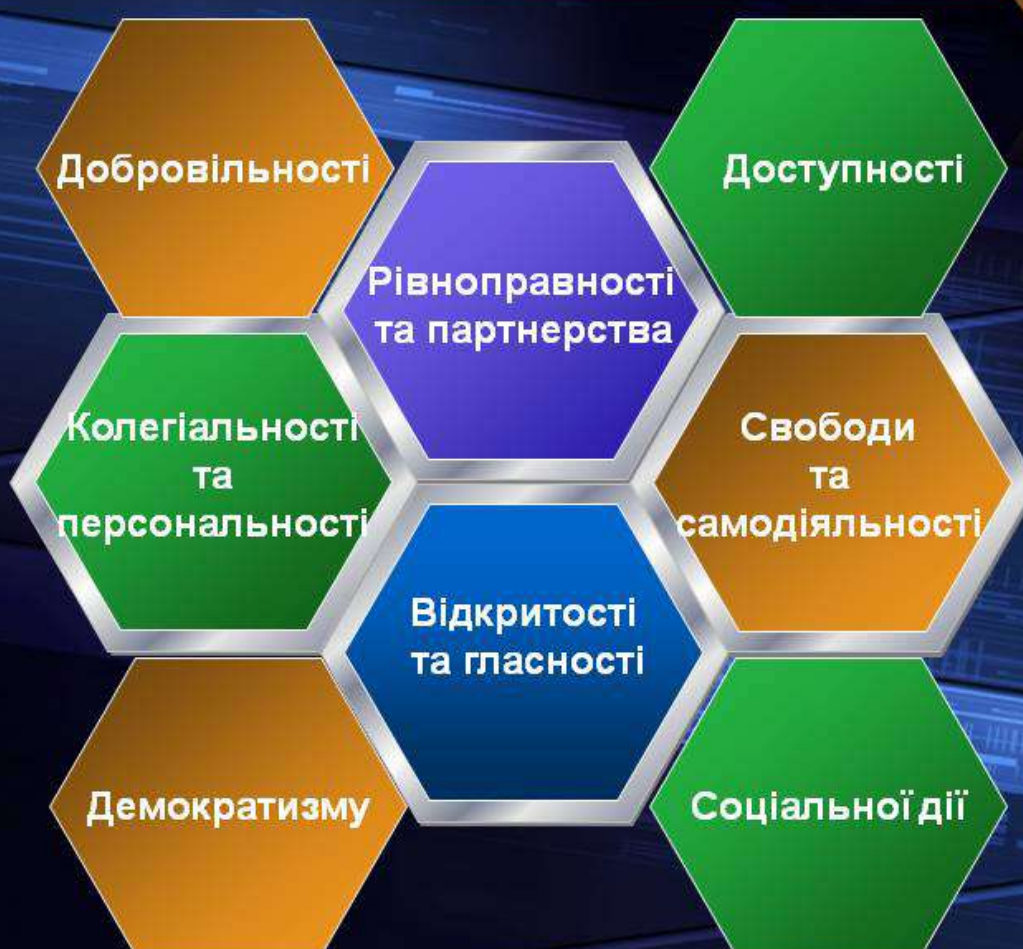 Добровільності
Доступності
Рівноправності
та партнерства
Колегіальності
та
персональності
Свободи
та
самодіяльності
Відкритості
та гласності
Демократизму
Соціальної дії